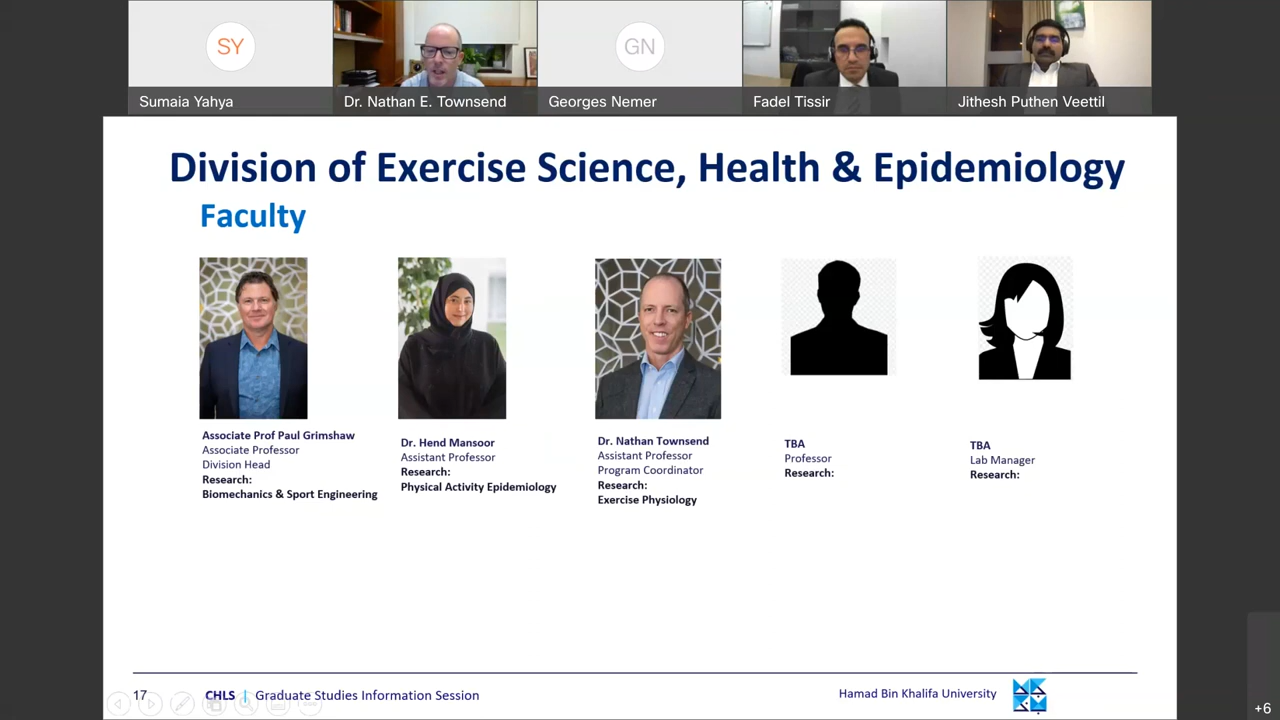 SY
GN
Sumaia Yahya
Dr. Nathan E. Townsend
Georges Nemer
Fadel Tissir
Jithesh Puthen Veettil
Division of Exercise Science, Health & Epidemiology
Faculty
Associate Prof Paul Grimshaw
Associate Professor
Division Head
Research:
Biomechanics & Sport Engineering
Dr. Hend Mansoor
Assistant Professor
Research:
Physical Activity Epidemiology
Dr. Nathan Townsend
Assistant Professor
Program Coordinator
Research:
Exercise Physiology
TBA
Professor
Research:
TBA
Lab Manager
Research:
17
CHLS | Graduate Studies Information Session
Hamad Bin Khalifa University
+6